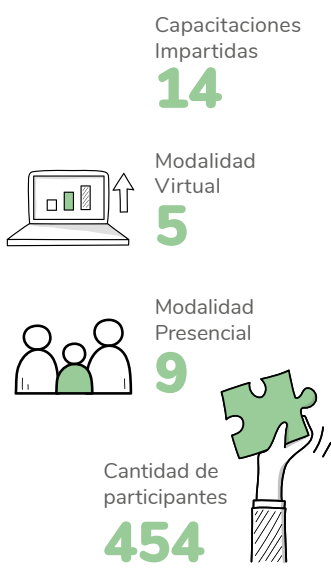 Capacitaciones
Impartidas
14
Modalidad
Virtual
5
Modalidad
Presencial
9
Cantidad de
participantes
454